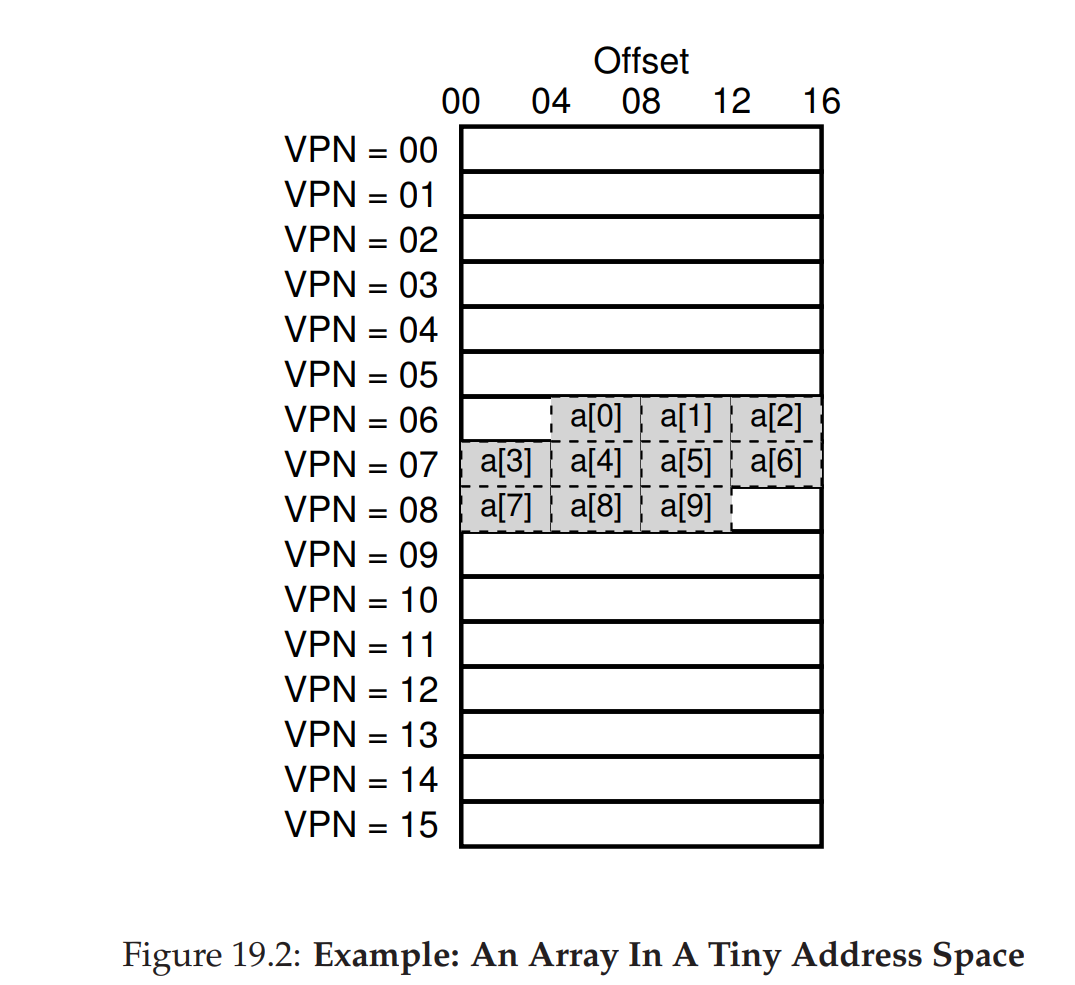 Offset
00 04 08 12 16
VPN = 00
VPN = 01
VPN = 02
VPN = 03
VPN = 04
VPN = 05
VPN = 06 a[0] a[1] a[2]
VPN = 07 a[3] a[4] a[5] a[6]
VPN = 08 a[7] a[8] a[9]
VPN = 09
VPN = 10
VPN = 11
VPN = 12
VPN = 13
VPN = 14
VPN = 15
Figure 19.2: Example: An Array In A Tiny Address Space